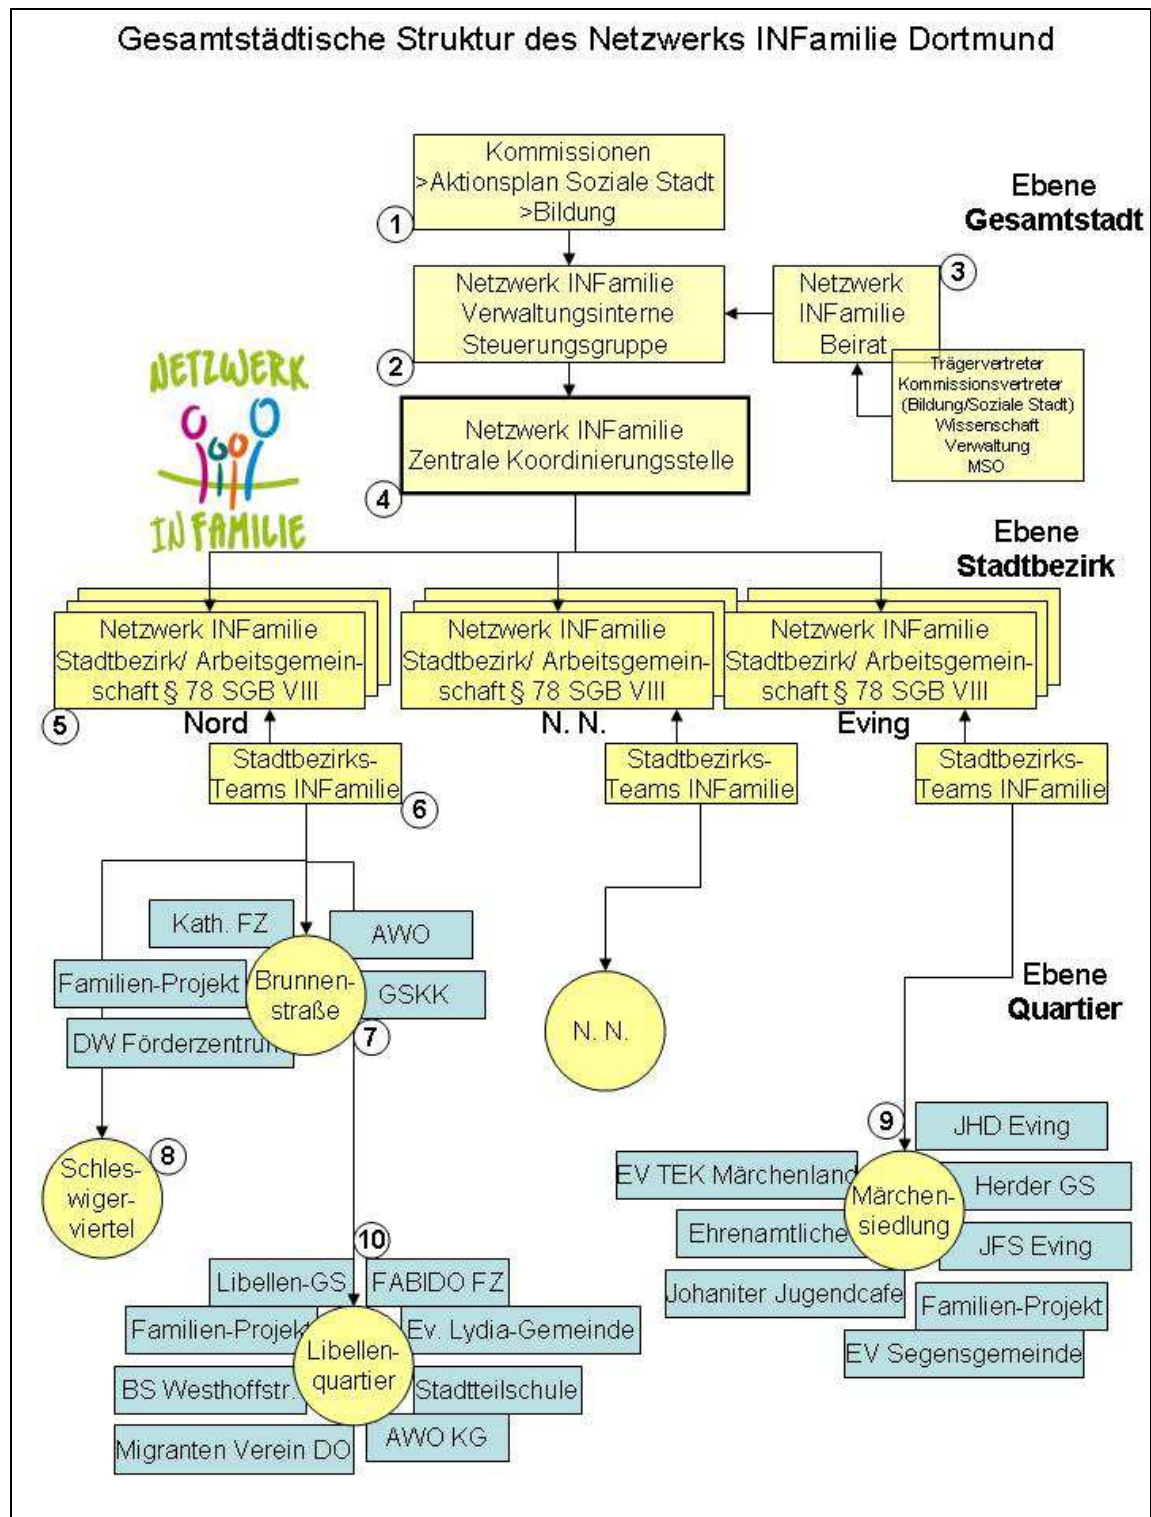 Gesamtstädtische Struktur des Netzwerks INFamilie Dortmund
Kommissionen
>Aktionsplan Soziale Stadt
>Bildung
1
Ebene
Gesamtstadt
Netzwerk INFamilie
Verwaltungsinterne
Steuerungsgruppe
2
Netzwerk
INFamilie
Beirat
3
Trägervertreter
Kommissionsvertreter
(Bildung/Soziale Stadt)
Wissenschaft
Verwaltung
MSO
NETZWERK
IN FAMILIE
Netzwerk INFamilie
Zentrale Koordinierungsstelle
4
Ebene
Stadtbezirk
Netzwerk INFamilie
Stadtbezirk/ Arbeitsgemein-
schaft § 78 SGB VIII
5
Nord
Netzwerk INFamilie
Stadtbezirk/ Arbeitsgemein-
schaft § 78 SGB VIII
N. N.
Netzwerk INFamilie
Stadtbezirk/ Arbeitsgemein-
schaft § 78 SGB VIII
Eving
Stadtbezirks-
Teams INFamilie
6
Stadtbezirks-
Teams INFamilie
Stadtbezirks-
Teams INFamilie
Ebene
Quartier
Kath. FZ
AWO
Familien-Projekt
Brunnen-
straße
GSKK
DW Förderzentrum
7
N. N.
8
Schles-
wiger-
viertel
9
JHD Eving
EV TEK Märchenland
Märchen-
siedlung
Herder GS
Ehrenamtliche
JFS Eving
Johaniter Jugendcafe
Familien-Projekt
EV Segensgemeinde
10
Libellen-GS
FABIDO FZ
Familien-Projekt
Ev. Lydia-Gemeinde
Libellen-
quartier
BS Westhoffstr.
Stadtteilschule
Migranten Verein DO
AWO KG